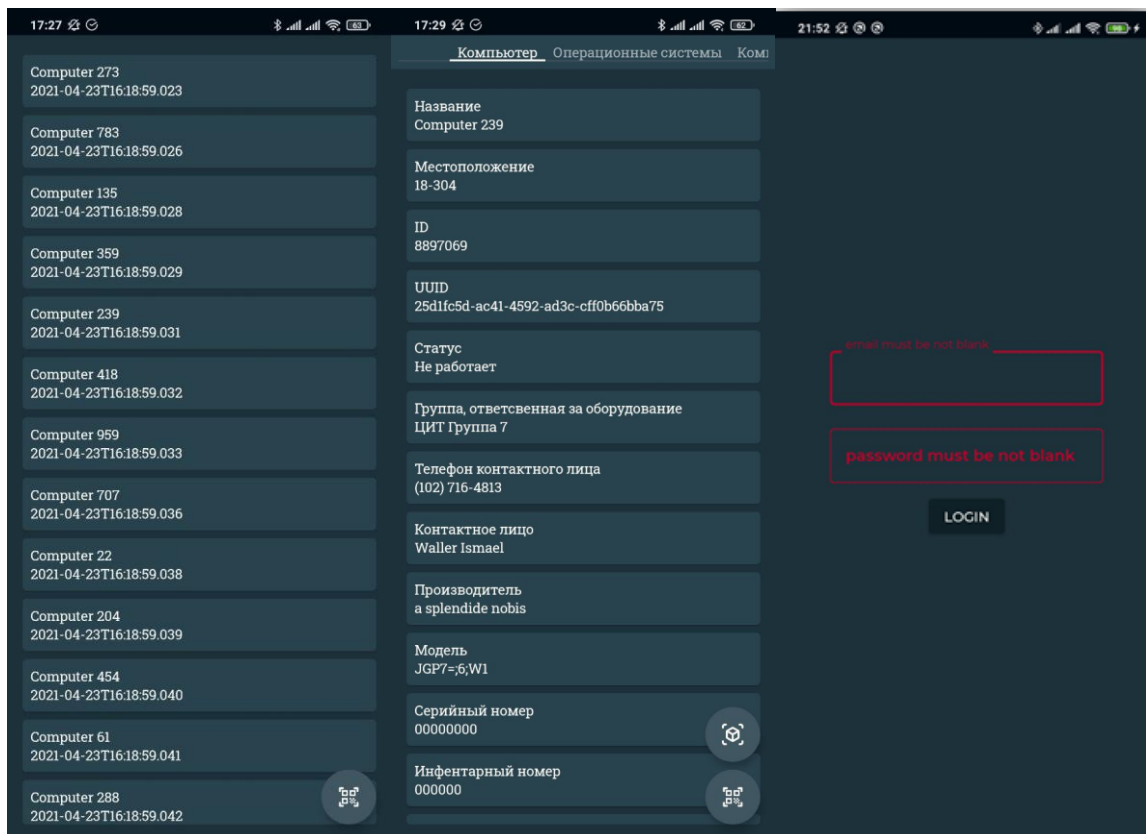 17:27
63
Computer 273
2021-04-23T16:18:59.023
Computer 783
2021-04-23T16:18:59.026
Computer 135
2021-04-23T16:18:59.028
Computer 359
2021-04-23T16:18:59.029
Computer 239
2021-04-23T16:18:59.031
Computer 418
2021-04-23T16:18:59.032
Computer 959
2021-04-23T16:18:59.033
Computer 707
2021-04-23T16:18:59.036
Computer 22
2021-04-23T16:18:59.038
Computer 204
2021-04-23T16:18:59.039
Computer 454
2021-04-23T16:18:59.040
Computer 61
2021-04-23T16:18:59.041
Computer 288
2021-04-23T16:18:59.042
17:29
62
Компьютер Операционные системы Ком
Название
Computer 239
Местоположение
18-304
ID
8897069
UUID
25d1fc5d-ac41-4592-ad3c-cff0b66bba75
Статус
Не работает
Группа, ответсвенная за оборудование
ЦИТ Группа 7
Телефон контактного лица
(102) 716-4813
Контактное лицо
Waller Ismael
Производитель
a splendide nobis
Модель
JGP7=;6;W1
Серийный номер
00000000
Инфентарный номер
000000
21:52
email must be not blank
password must be not blank
LOGIN